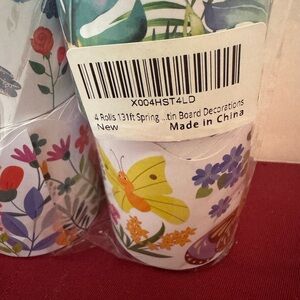 X004HST4LD
4 Rolls 131ft Spring ...tin Board Decorations
New
Made in China